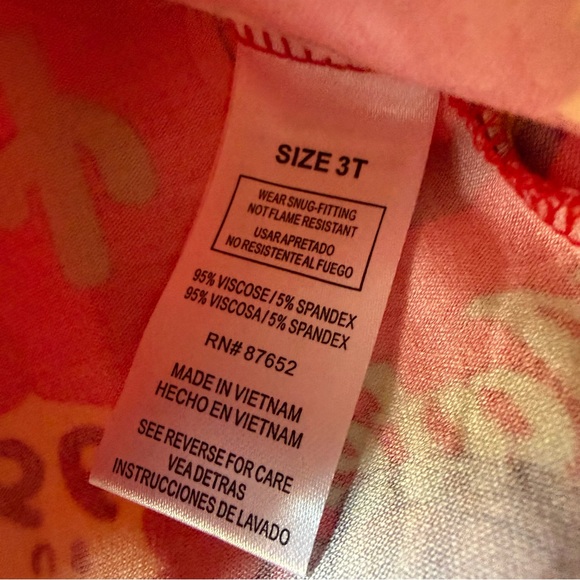 SIZE 3T
WEAR SNUG-FITTING
NOT FLAME RESISTANT
USAR APRETADO
NO RESISTENTE AL FUEGO
95% VISCOSE / 5% SPANDEX
95% VISCOSA / 5% SPANDEX
RN# 87652
MADE IN VIETNAM
HECHO EN VIETNAM
SEE REVERSE FOR CARE
VEA DETRAS
INSTRUCCIONES DE LAVADO